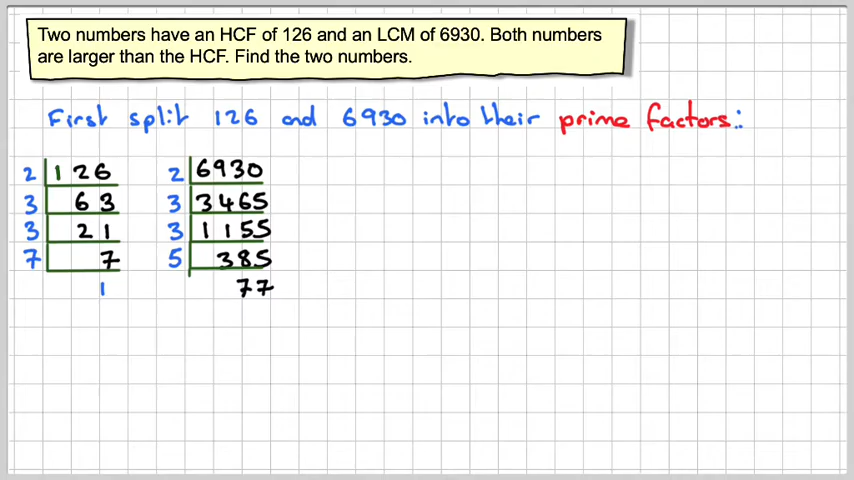 Two numbers have an HCF of 126 and an LCM of 6930. Both numbers
are larger than the HCF. Find the two numbers.
First split 126 and 6930 into their prime factors:
2 126 2 6930
3 63 3 3465
3 21 3 1155
7 7 5 385
1 77